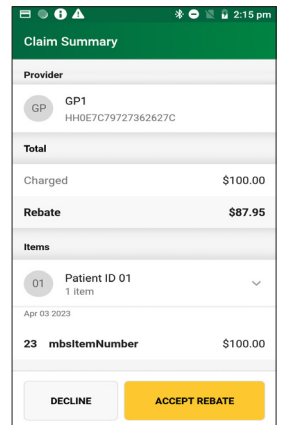 2:15 pm
Claim Summary
Provider
GP GP1
HH0E7C79727362627C
Total
Charged $100.00
Rebate $87.95
Items
01 Patient ID 01
1 item
Apr 03 2023
23 mbsItemNumber $100.00
DECLINE ACCEPT REBATE